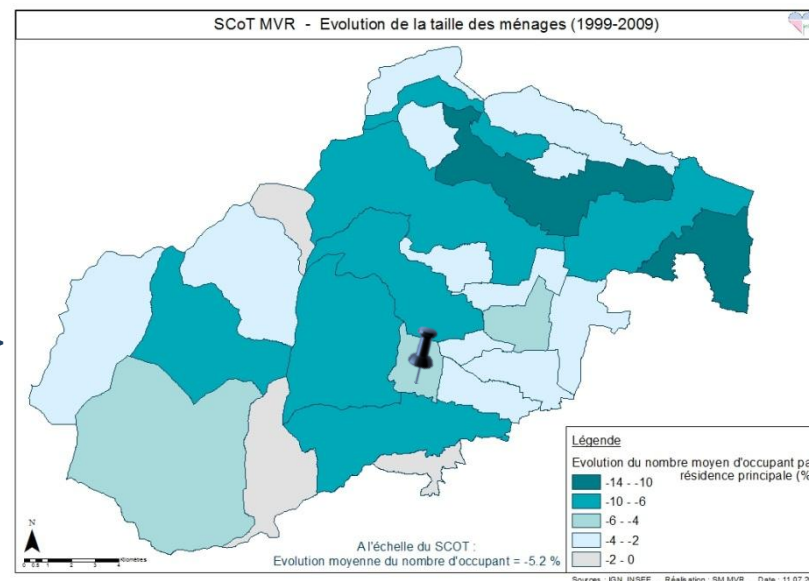 SCoT MVR - Evolution de la taille des ménages (1999-2009)
Légende
Evolution du nombre moyen d'occupant pa
résidence principale (%
-14 - -10
-10 - -6
-6 - -4
-4 - -2
-2 - 0
N
A l'échelle du SCOT :
Evolution moyenne du nombre d'occupant = -5.2 %
Sources : IGN, INSEE Réalisation : SM MVR Date : 11.07.2